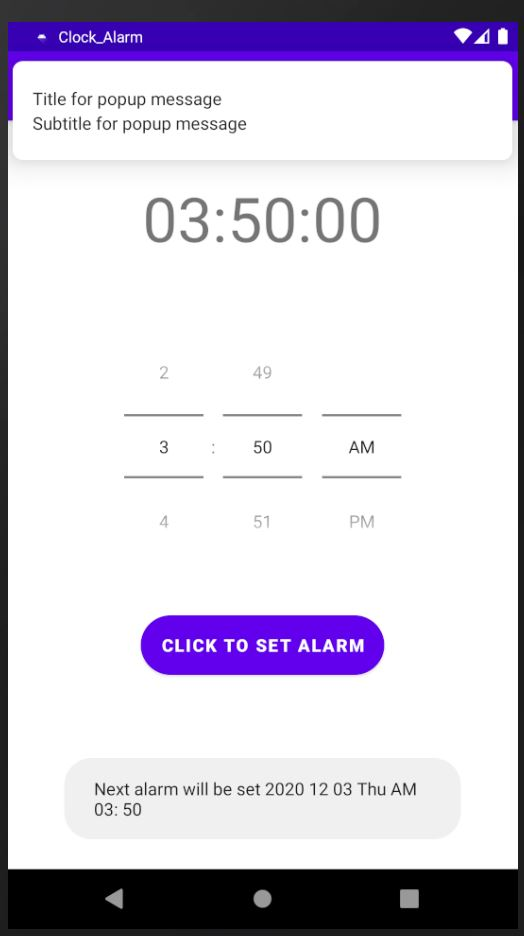 Clock_Alarm
Title for popup message
Subtitle for popup message
03:50:00
2 49
3 : 50 AM
4 51 PM
CLICK TO SET ALARM
Next alarm will be set 2020 12 03 Thu AM
03: 50